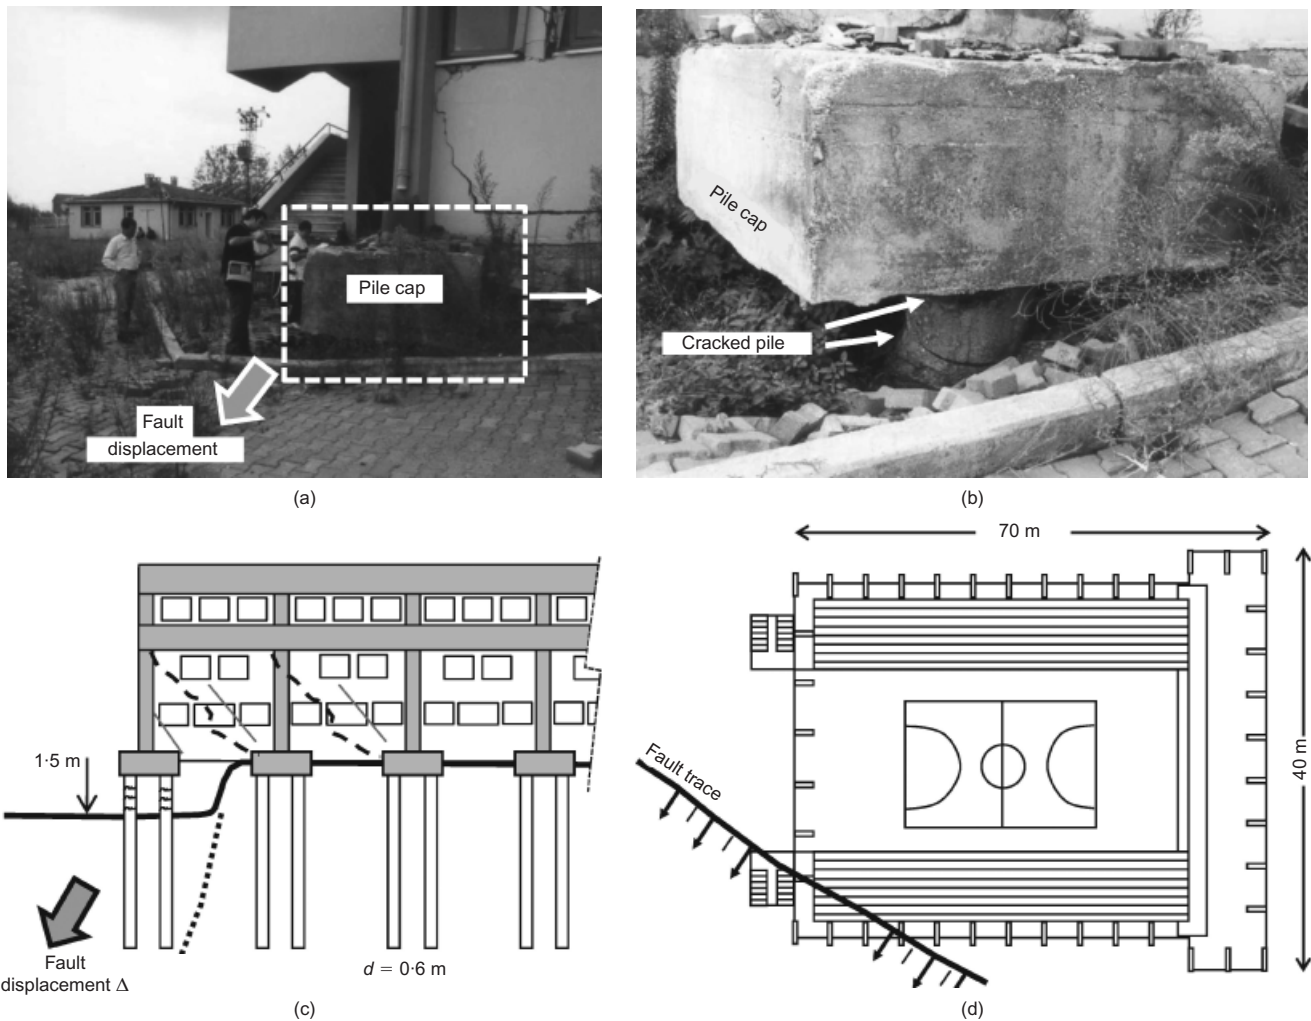 Pile cap
Fault
displacement
(a)
Pile cap
Cracked pile
(b)
1·5 m
Fault
displacement Δ
d = 0·6 m
(c)
70 m
40 m
Fault trace
(d)